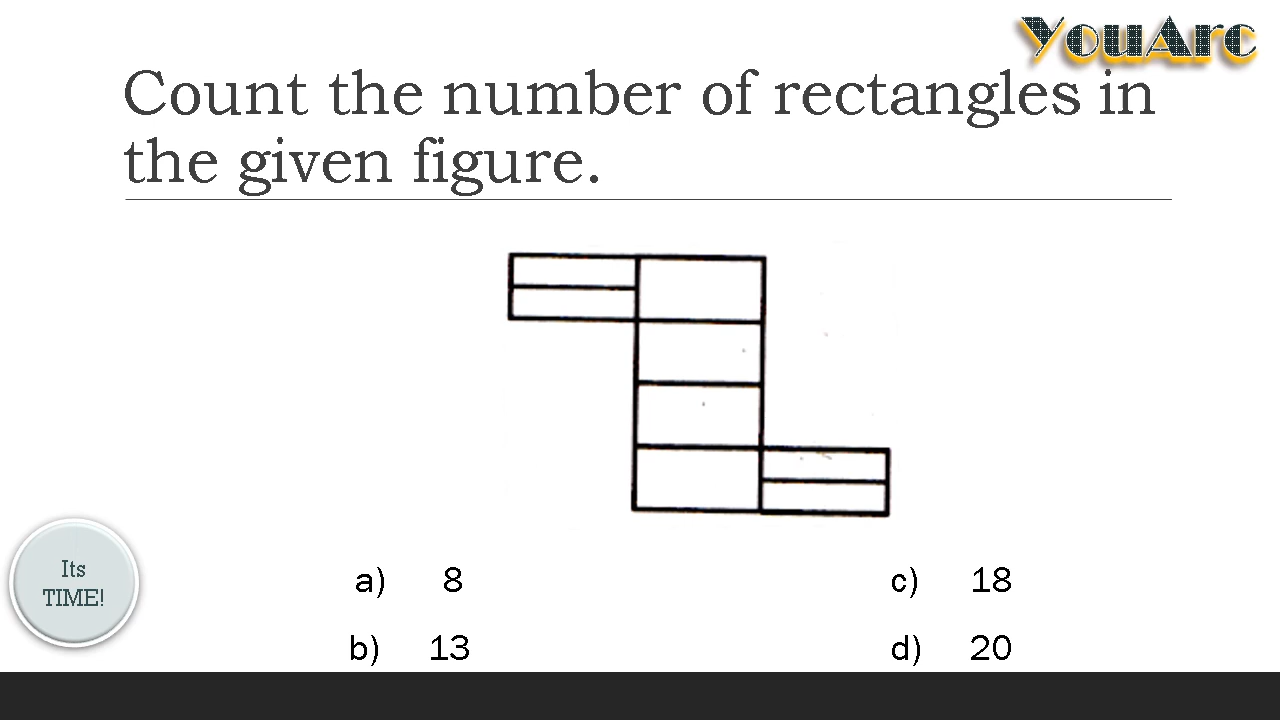 YouArc
Count the number of rectangles in
the given figure.
Its
TIME!
a) 8
c) 18
b) 13
d) 20